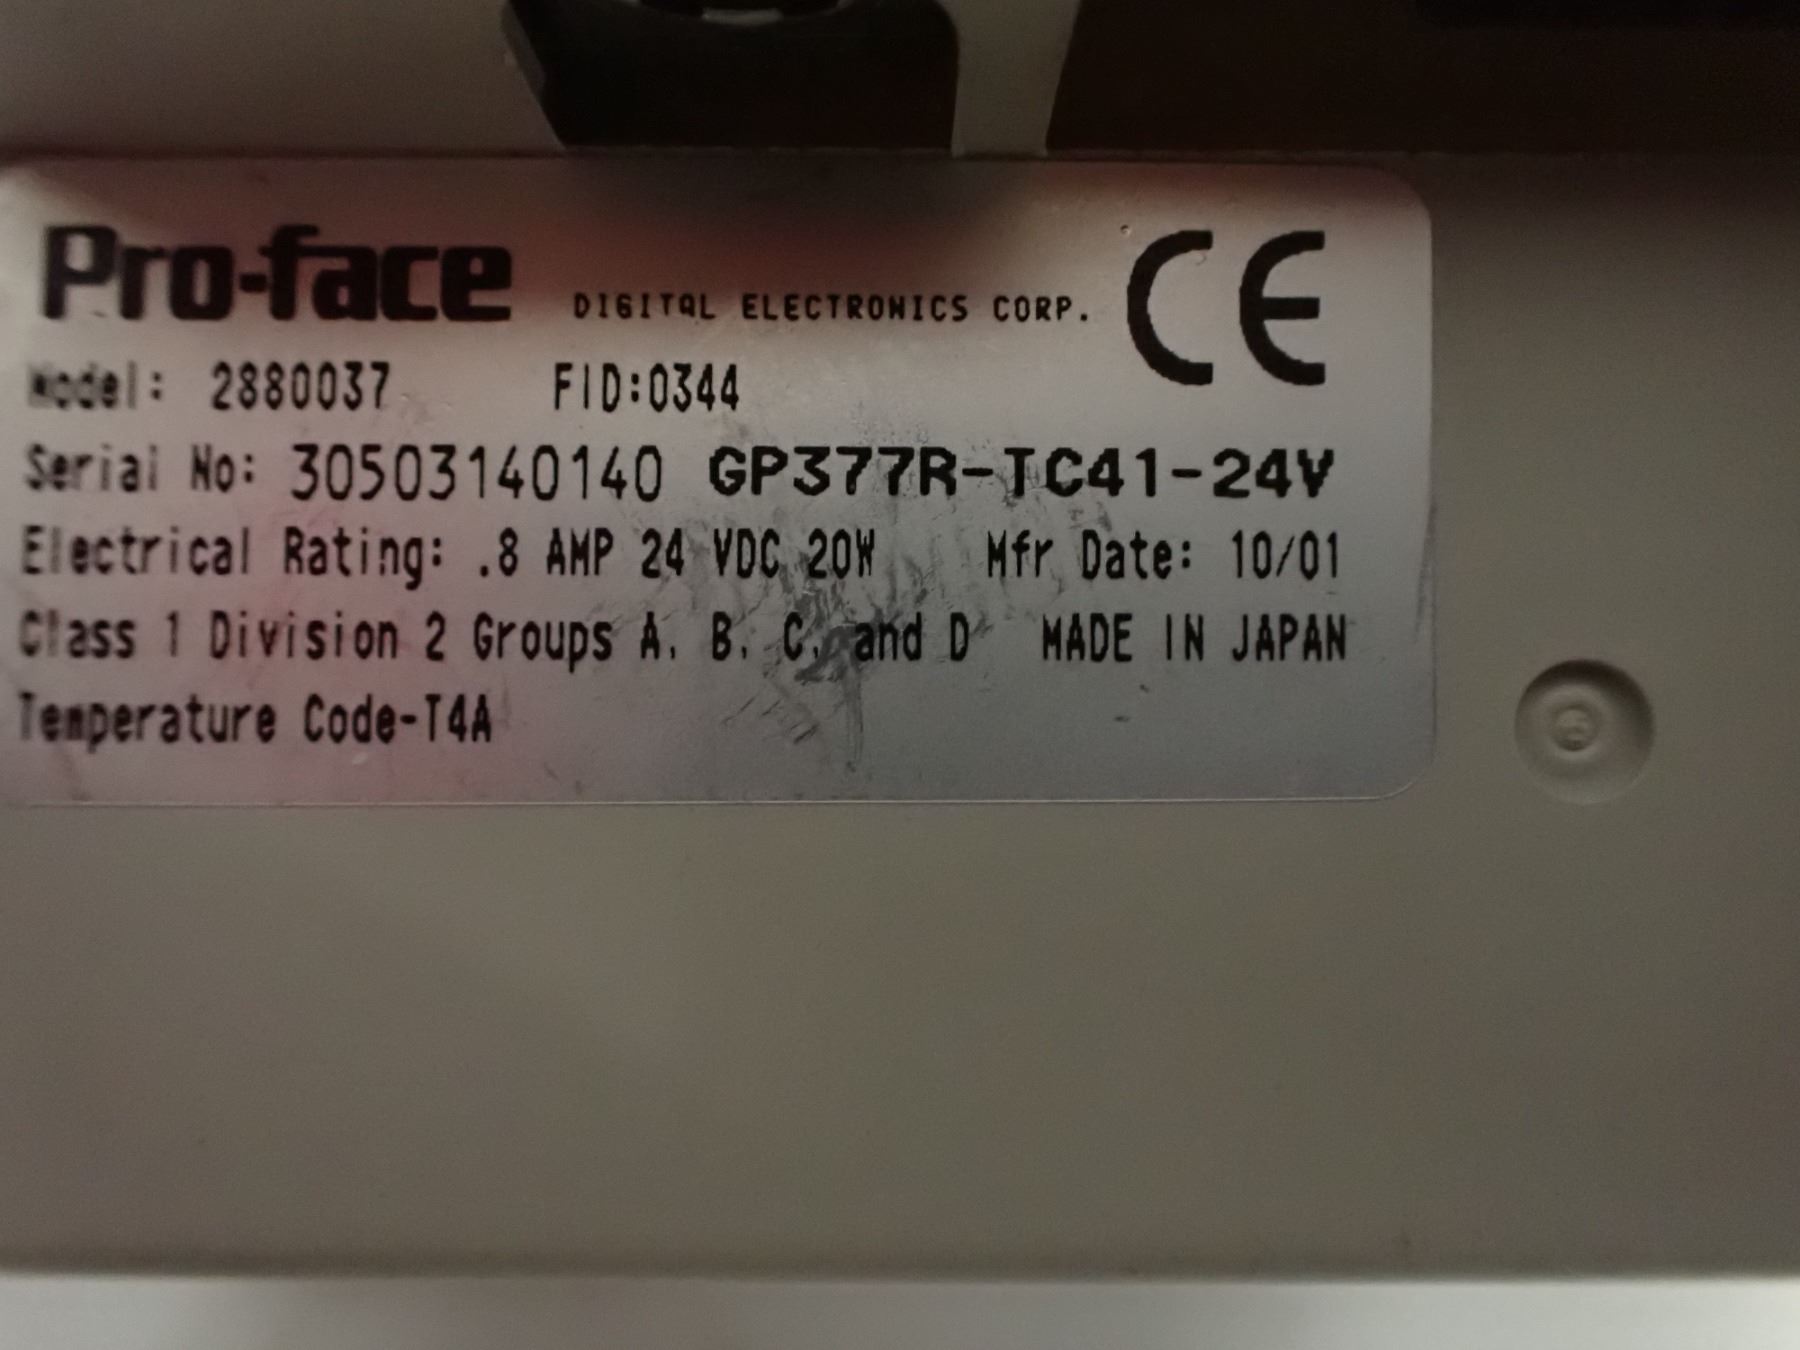 Pro-face DIGITAL ELECTRONICS CORP. CE
Model: 2880037 FID:0344
Serial No: 30503140140 GP377R-TC41-24V
Electrical Rating: .8 AMP 24 VDC 20W Mfr Date: 10/01
Class 1 Division 2 Groups A, B, C, and D MADE IN JAPAN
Temperature Code-T4A